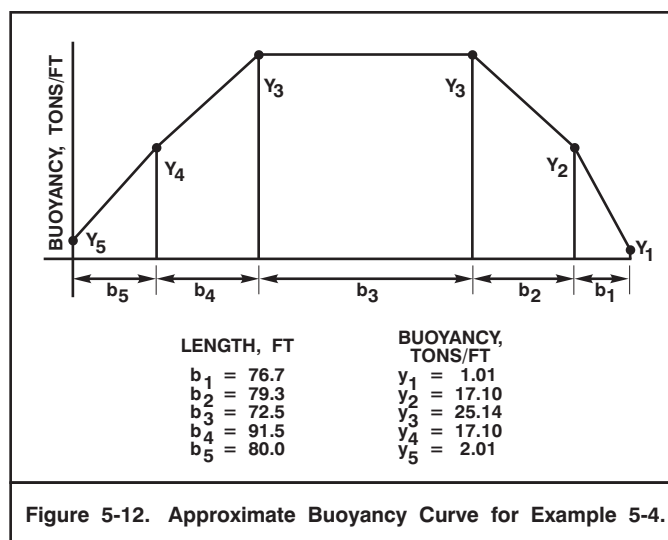 BUOYANCY, TONS/FT
Y3 Y3
Y4 Y2
Y5 Y1
b5 b4 b3 b2 b1
LENGTH, FT
b1 = 76.7
b2 = 79.3
b3 = 72.5
b4 = 91.5
b5 = 80.0
BUOYANCY,
TONS/FT
y1 = 1.01
y2 = 17.10
y3 = 25.14
y4 = 17.10
y5 = 2.01
Figure 5-12. Approximate Buoyancy Curve for Example 5-4.